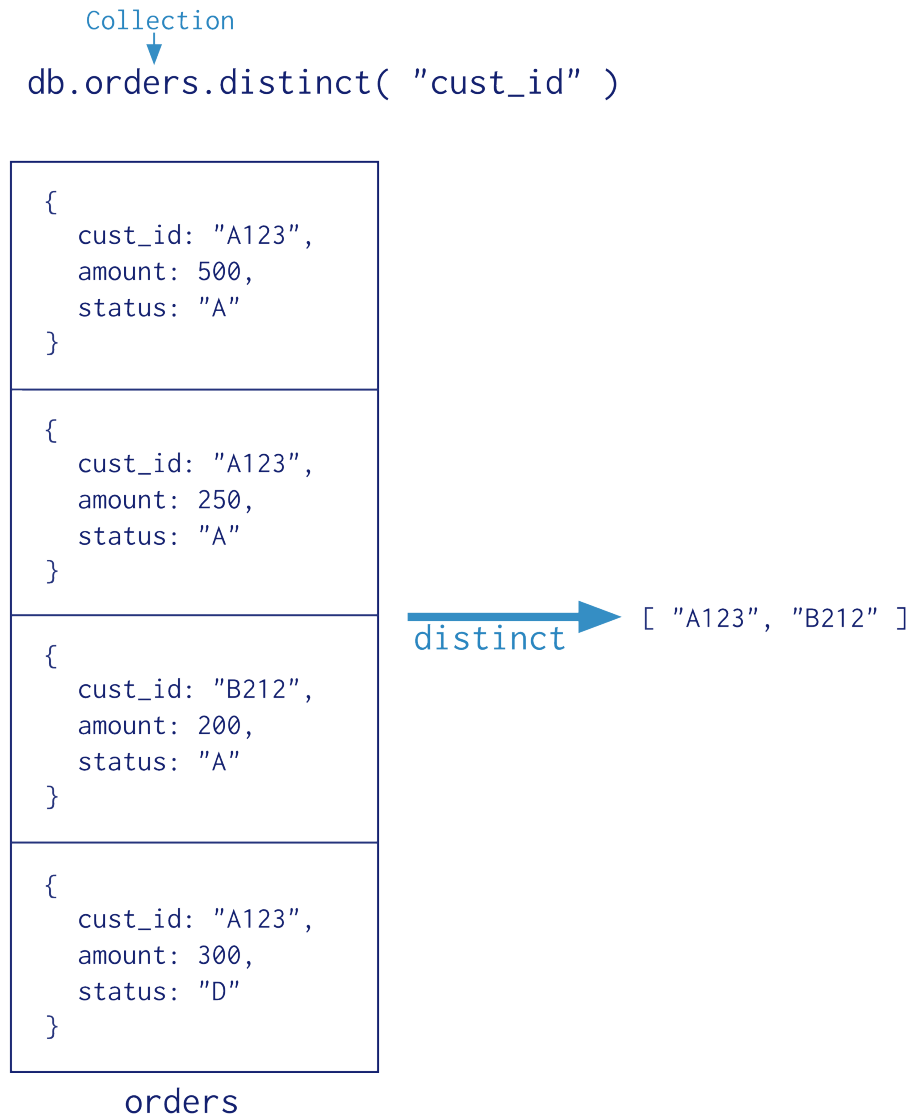 Collection
db.orders.distinct( "cust_id" )
{
cust_id: "A123",
amount: 500,
status: "A"
}
{
cust_id: "A123",
amount: 250,
status: "A"
}
{
cust_id: "B212",
amount: 200,
status: "A"
}
{
cust_id: "A123",
amount: 300,
status: "D"
}
orders
distinct
[ "A123", "B212" ]